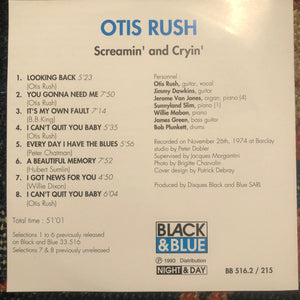 OTIS RUSH
Screamin' and Cryin'
1. LOOKING BACK 5'23
(Otis Rush)
2. YOU GONNA NEED ME 7'50
(Otis Rush)
3. IT'S MY OWN FAULT 7'14
(B.B.King)
4. I CAN'T QUIT YOU BABY 5'35
(Otis Rush)
5. EVERY DAY I HAVE THE BLUES 5'56
(Peter Chatman)
6. A BEAUTIFUL MEMORY 7'52
(Hubert Sumlin)
7. I GOT NEWS FOR YOU 4'50
(Willie Dixon)
8. I CAN'T QUIT YOU BABY 6'04
(Otis Rush)
Total time : 51'01
Selections 1 to 6 previously released
on Black and Blue 33.516
Selections 7 & 8 previously unreleased
Personnel :
Otis Rush, guitar, vocal
Jimmy Dawkins, guitar
Jerome Van Jones, organ, piano (4)
Sunnyland Slim, piano (1)
Willie Mabon, piano
James Green, bass guitar
Bob Plunkett, drums
Recorded on November 26th, 1974 at Barclay
studio by Peter Dobler
Supervised by Jacques Morgantini
Photo by Brigitte Charvolin
Cover design by Patrick Debray
Produced by Disques Black and Blue SARL
BLACK
& BLUE
℗ 1993 Distribution
NIGHT & DAY
BB 516.2 / 215